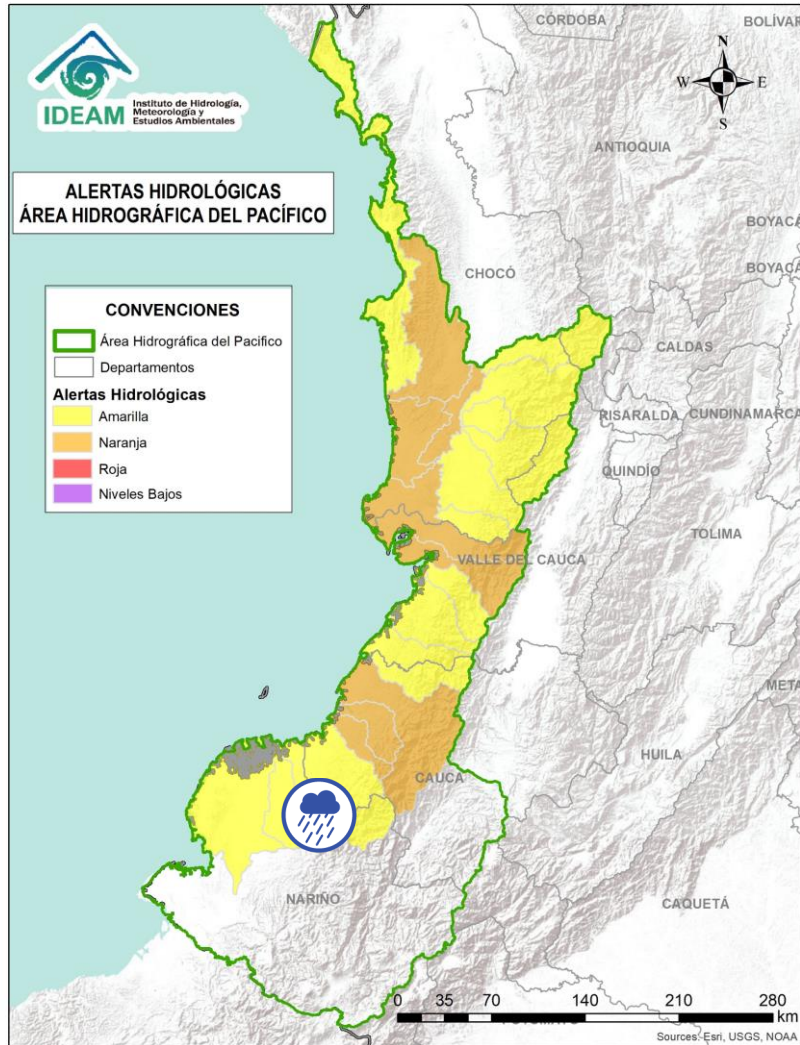 IDEAM
Instituto de Hidrología,
Meteorología y
Estudios Ambientales
ALERTAS HIDROLÓGICAS
ÁREA HIDROGRÁFICA DEL PACÍFICO
CONVENCIONES
Área Hidrográfica del Pacifico
Departamentos
Alertas Hidrológicas
Amarilla
Naranja
Roja
Niveles Bajos
CÓRDOBA
BOLÍVAR
N
W E
S
ANTIOQUIA
BOYACÁ
BOYACÁ
CHOCÓ
CALDAS
RISARALDA
CUNDINAMARCA
QUINDÍO
TOLIMA
VALLE DEL CAUCA
META
HUILA
CAUCA
NARIÑO
CAQUETÁ
0 35 70 140 210 280
km
Sources: Esri, USGS, NOAA